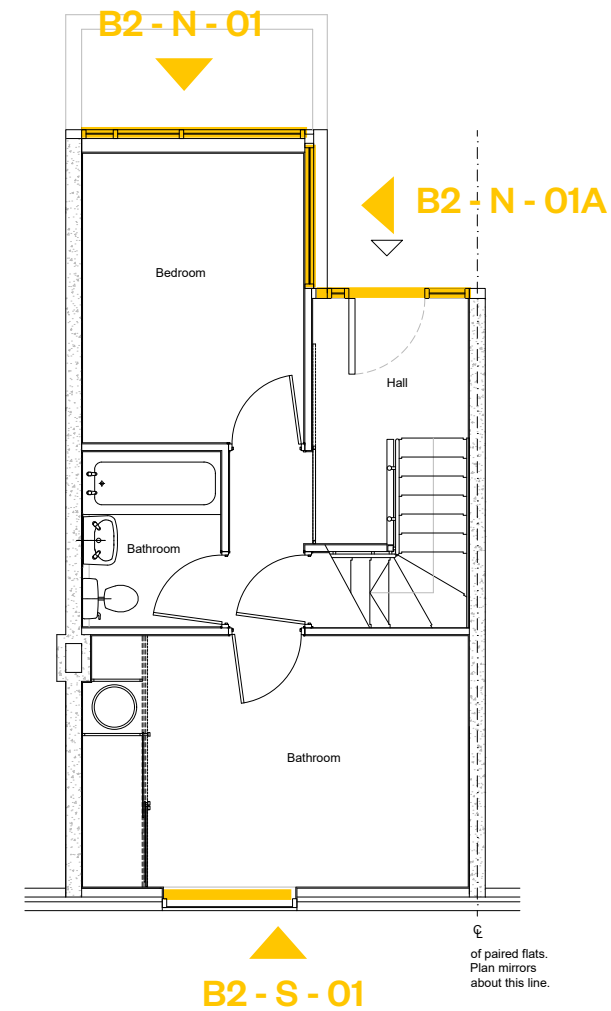 B2 - N - 01
B2 - N - 01A
Bedroom
Hall
Bathroom
Bathroom
℄
of paired flats.
Plan mirrors
about this line.
B2 - S - 01